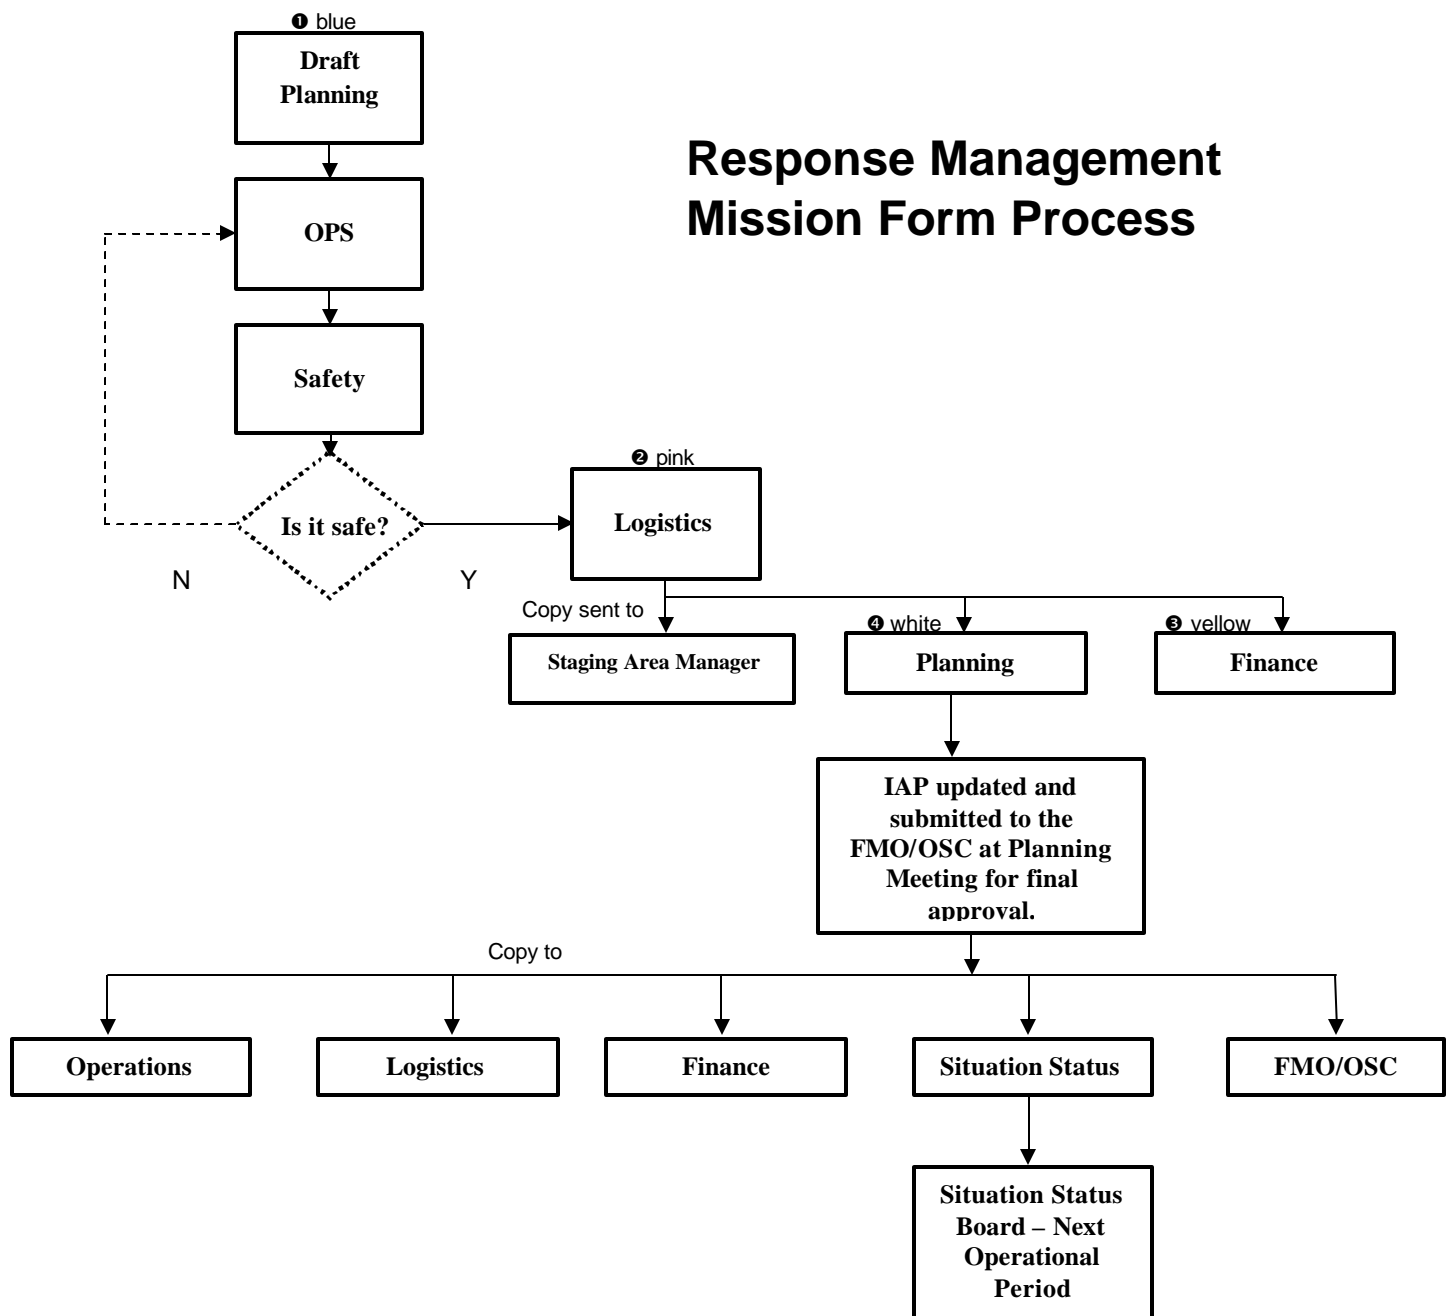 ❶ blue
Draft
Planning
Response Management
Mission Form Process
OPS
Safety
Is it safe?
N
Y
❷ pink
Logistics
Copy sent to
❹ white
❸ yellow
Staging Area Manager
Planning
Finance
IAP updated and
submitted to the
FMO/OSC at Planning
Meeting for final
approval.
Copy to
Operations
Logistics
Finance
Situation Status
FMO/OSC
Situation Status
Board – Next
Operational
Period